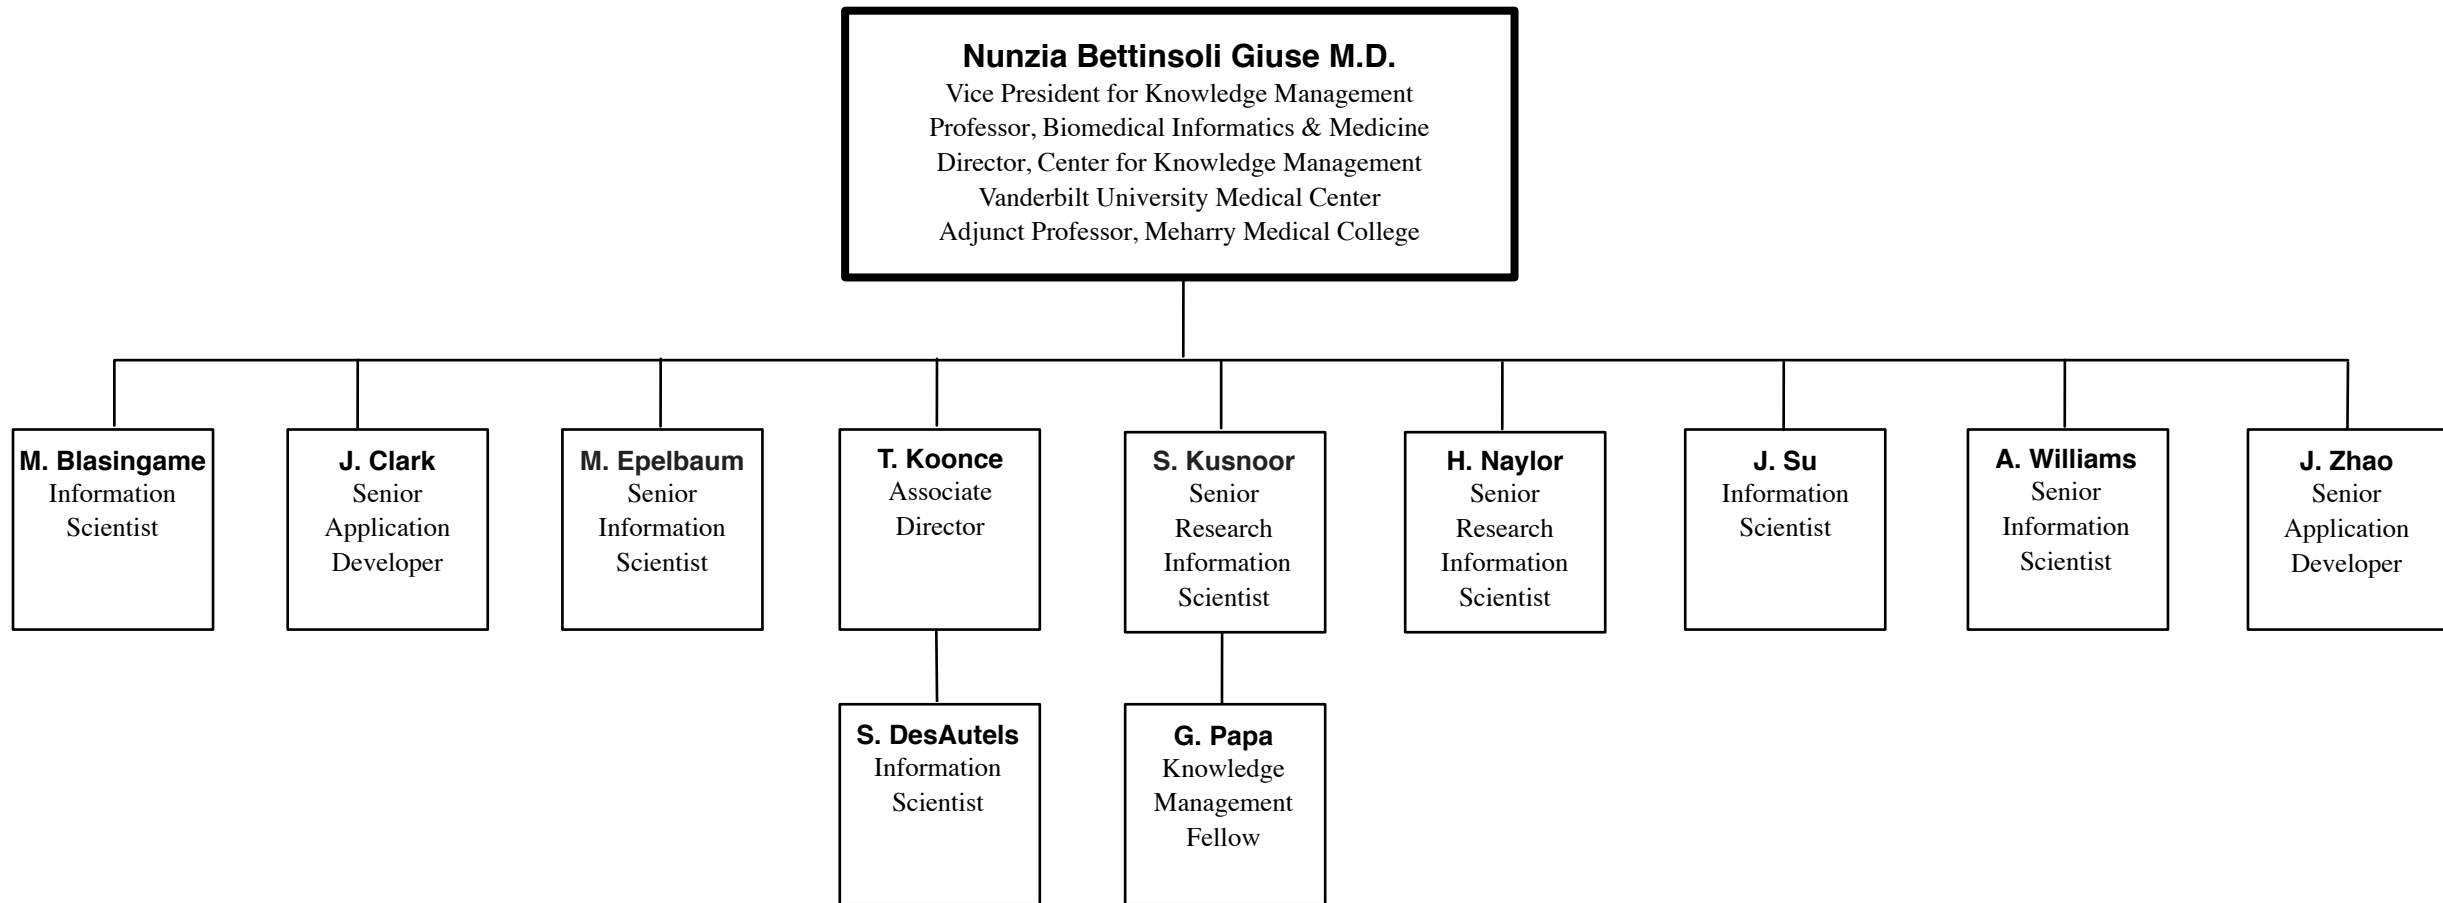 Nunzia Bettinsoli Giuse M.D.
Vice President for Knowledge Management
Professor, Biomedical Informatics & Medicine
Director, Center for Knowledge Management
Vanderbilt University Medical Center
Adjunct Professor, Meharry Medical College
M. Blasingame
Information
Scientist
J. Clark
Senior
Application
Developer
M. Epelbaum
Senior
Information
Scientist
T. Koonce
Associate
Director
S. Kusnoor
Senior
Research
Information
Scientist
H. Naylor
Senior
Research
Information
Scientist
J. Su
Information
Scientist
A. Williams
Senior
Information
Scientist
J. Zhao
Senior
Application
Developer
S. DesAutels
Information
Scientist
G. Papa
Knowledge
Management
Fellow